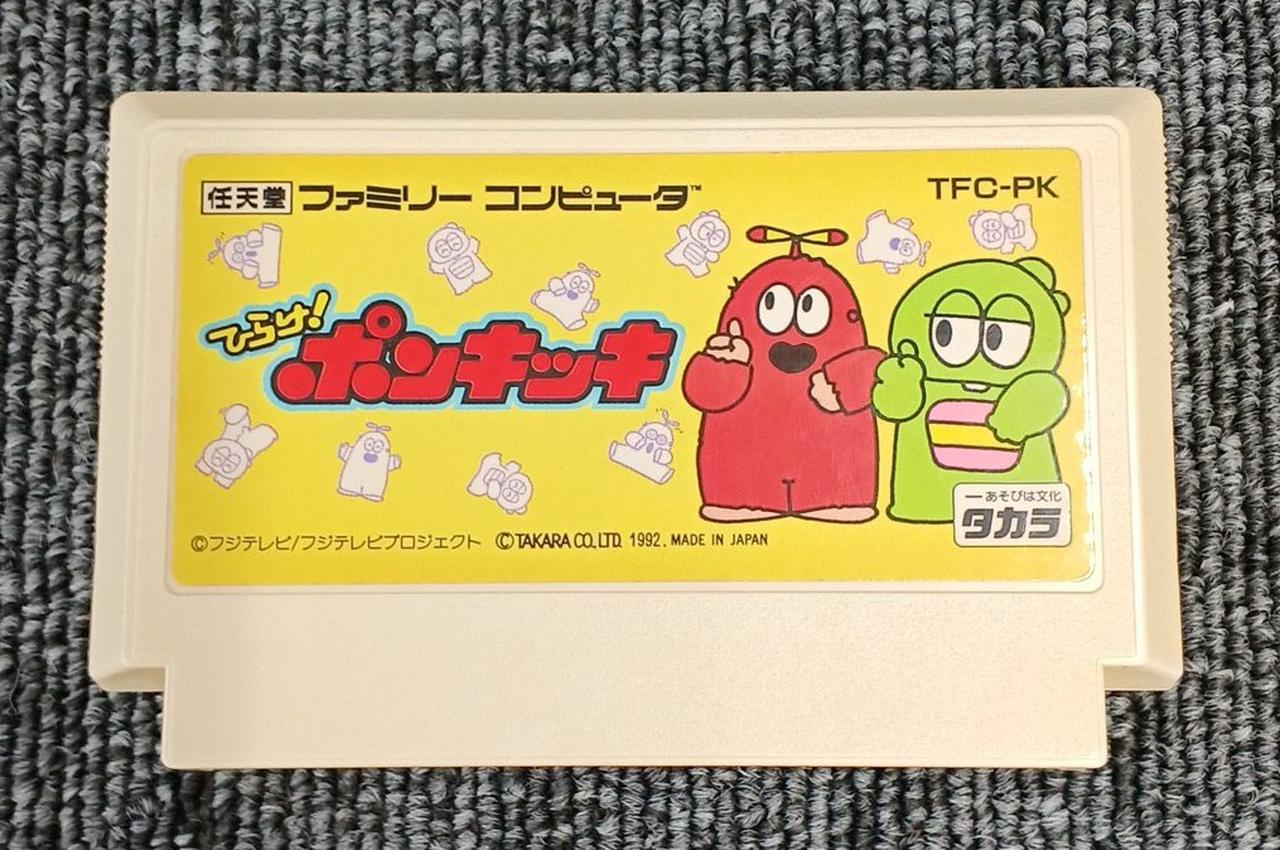 任天堂 ファミリー コンピュータ™
TFC-PK
ひらけ!
ポンキッキ
ーあそびは文化
タカラ
©フジテレビ/フジテレビプロジェクト ©TAKARA CO.,LTD. 1992. MADE IN JAPAN